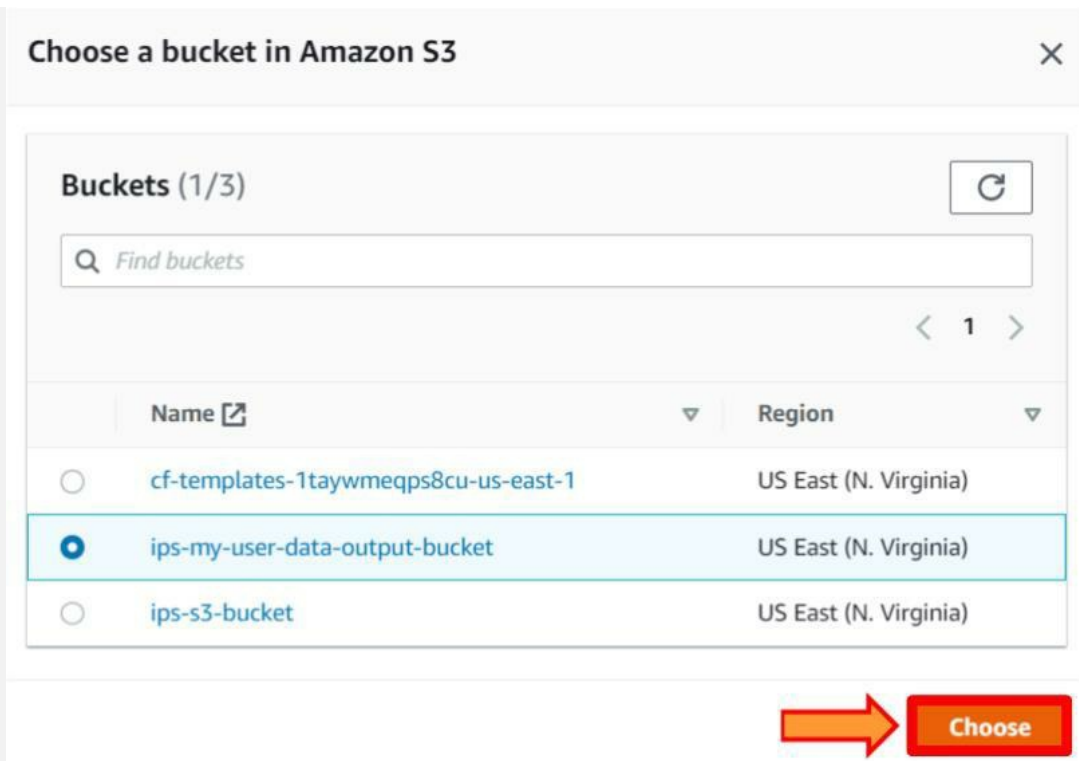 Choose a bucket in Amazon S3
Buckets (1/3)
Find buckets
1
Name Region
cf-templates-1taywmeqps8cu-us-east-1 US East (N. Virginia)
ips-my-user-data-output-bucket US East (N. Virginia)
ips-s3-bucket US East (N. Virginia)
Choose